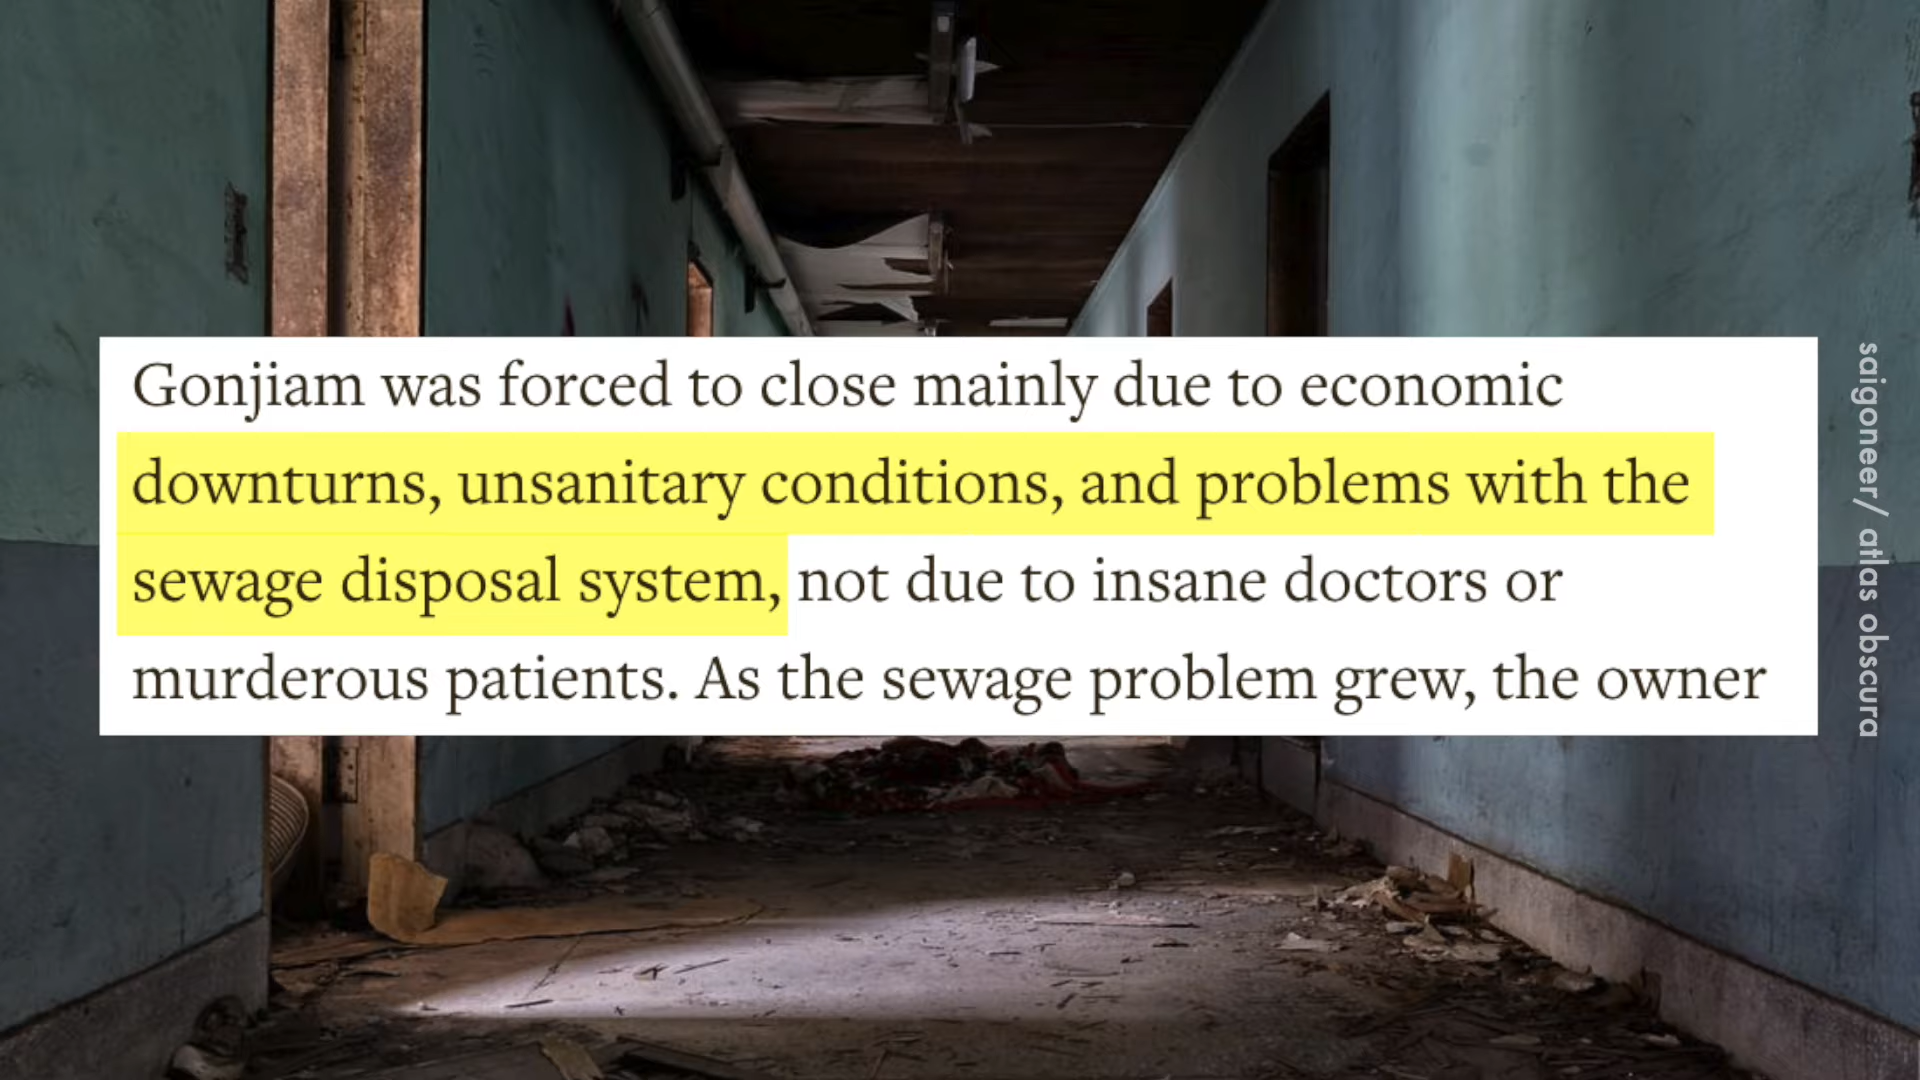 Gonjiam was forced to close mainly due to economic
downturns, unsanitary conditions, and problems with the
sewage disposal system, not due to insane doctors or
murderous patients. As the sewage problem grew, the owner
saigoneer/ atlas obscura